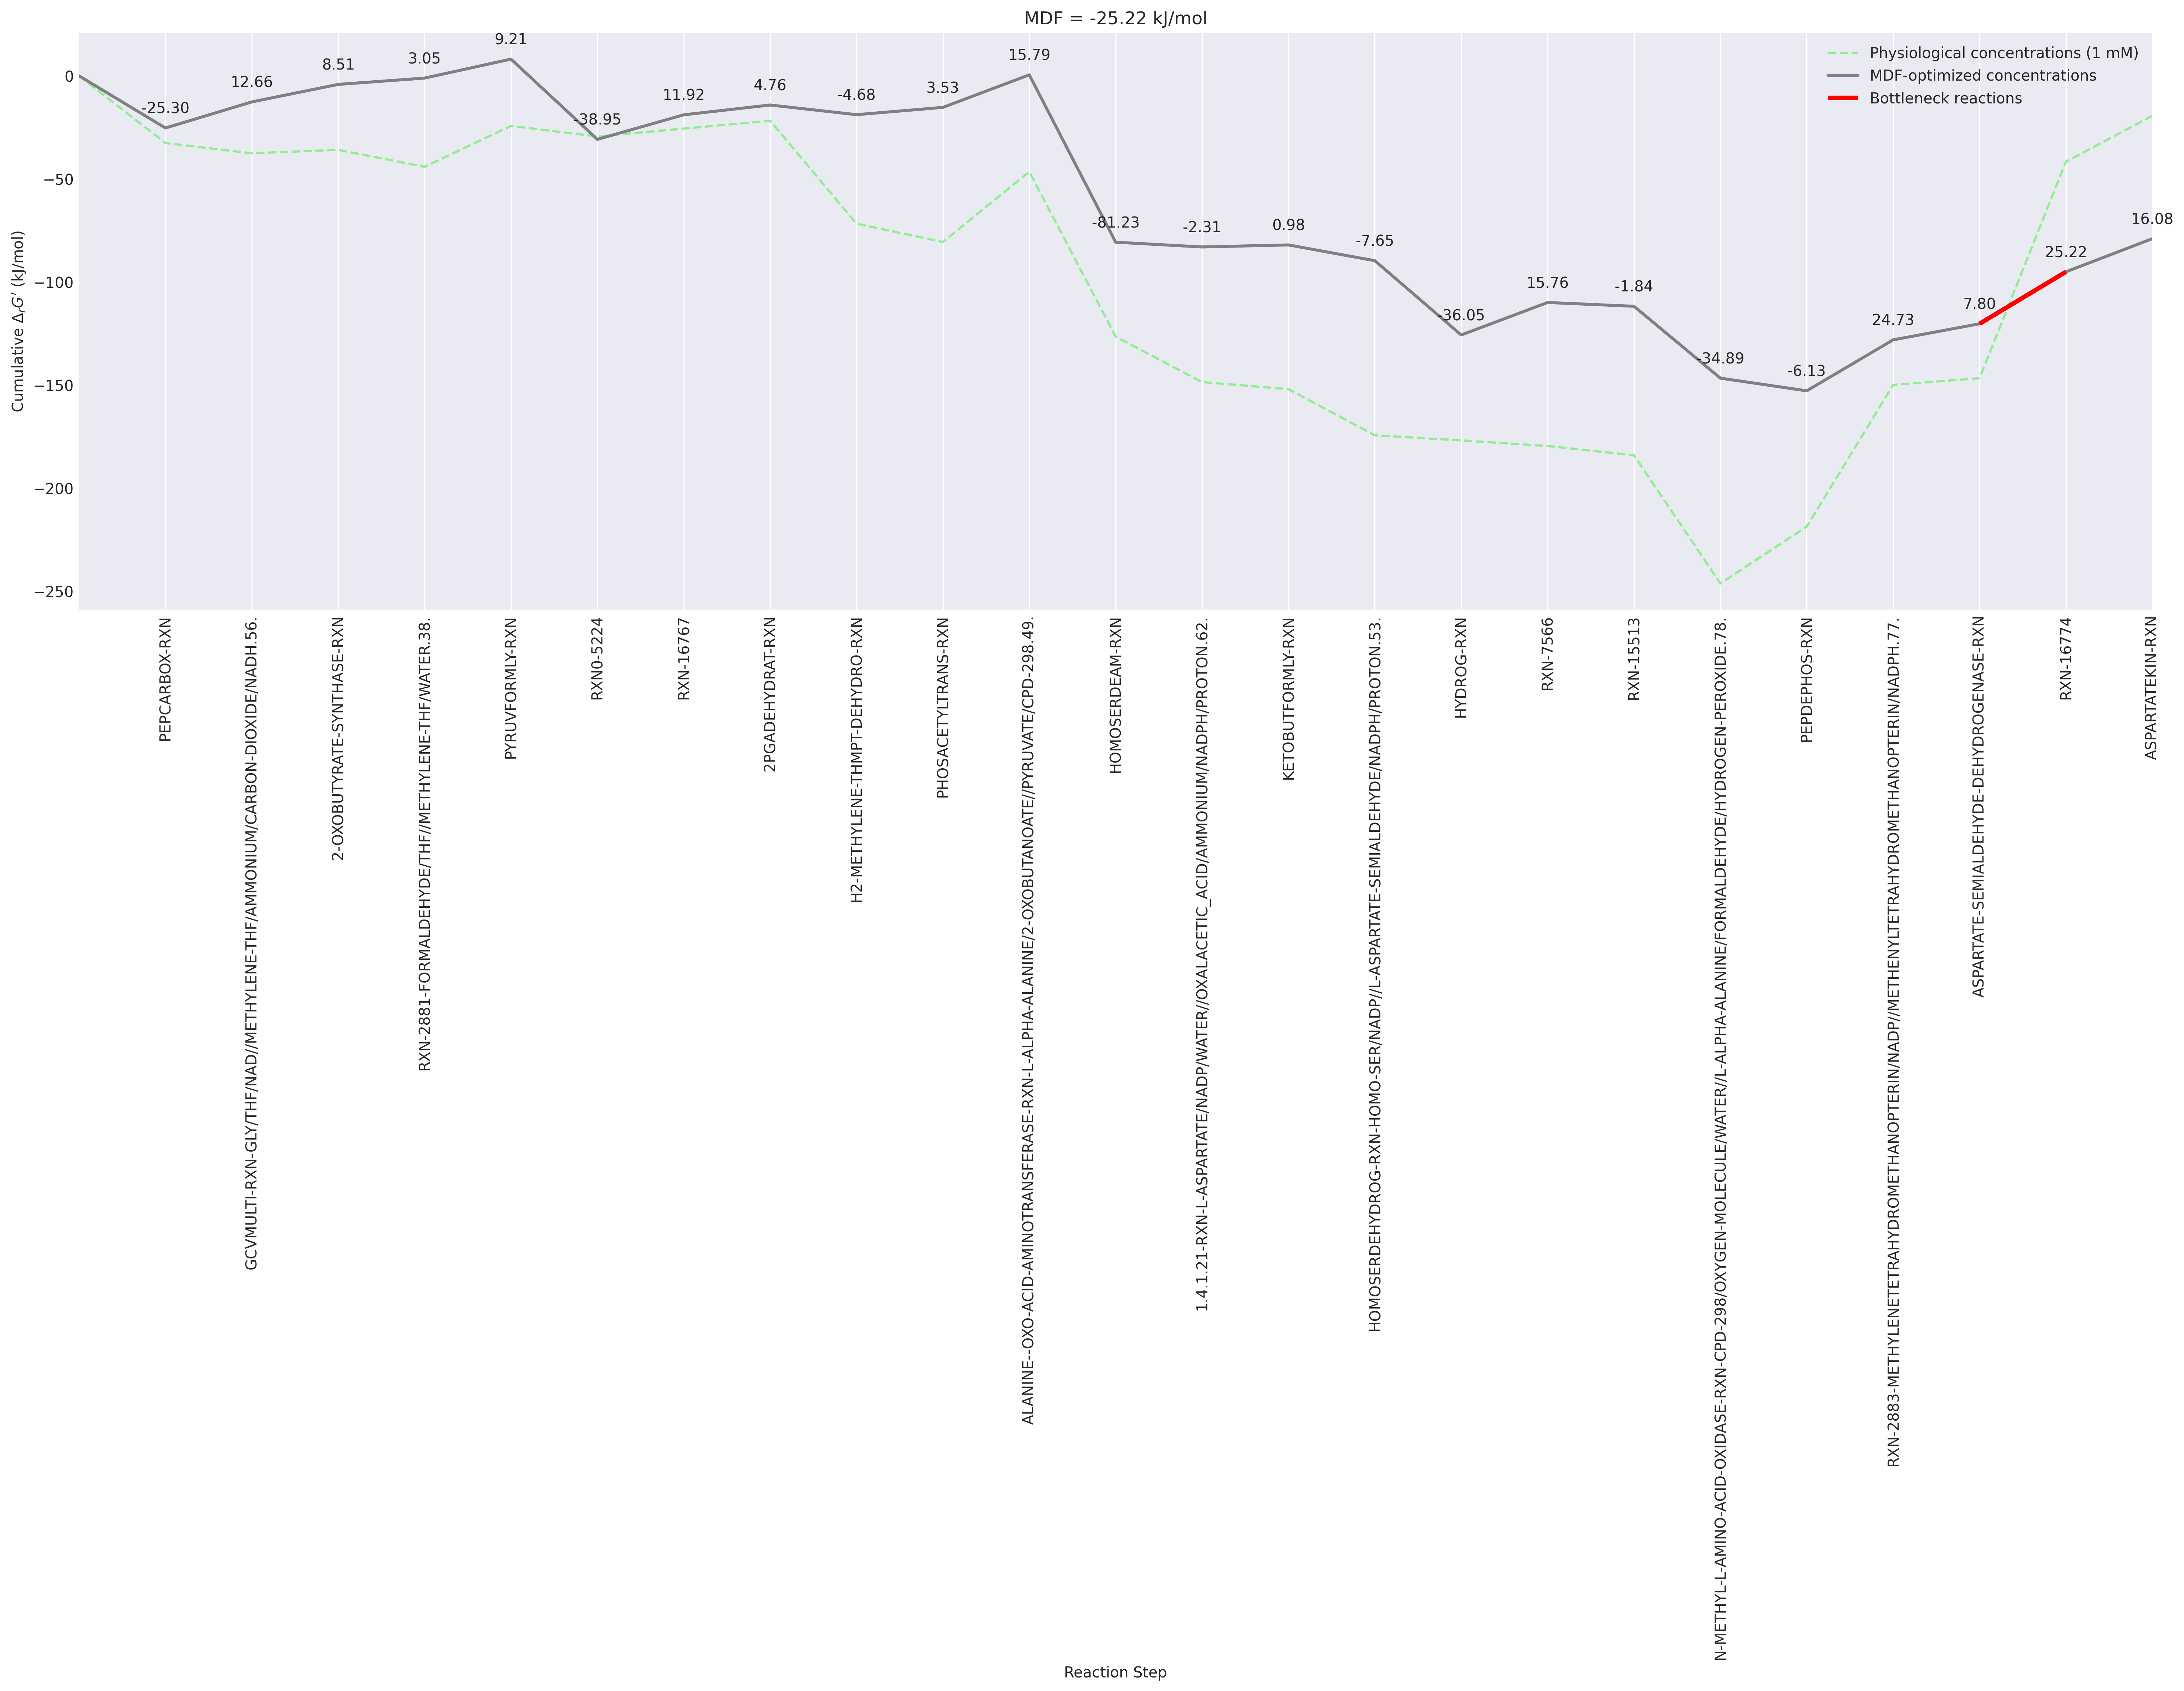 MDF = -25.22 kJ/mol
Physiological concentrations (1 mM)
MDF-optimized concentrations
Bottleneck reactions
Cumulative ΔrG′ (kJ/mol)
0
−50
−100
−150
−200
−250
-25.30
12.66
8.51
3.05
9.21
-38.95
11.92
4.76
-4.68
3.53
15.79
-81.23
-2.31
0.98
-7.65
-36.05
15.76
-1.84
-34.89
-6.13
24.73
7.80
25.22
16.08
PEPCARBOX-RXN
GCVMULTI-RXN-GLY/THF/NAD//METHYLENE-THF/AMMONIUM/CARBON-DIOXIDE/NADH.56.
2-OXOBUTYRATE-SYNTHASE-RXN
RXN-2881-FORMALDEHYDE/THF//METHYLENE-THF/WATER.38.
PYRUVFORMLY-RXN
RXN0-5224
RXN-16767
2PGADEHYDRAT-RXN
H2-METHYLENE-THMPT-DEHYDRO-RXN
PHOSACETYLTRANS-RXN
ALANINE--OXO-ACID-AMINOTRANSFERASE-RXN-L-ALPHA-ALANINE/2-OXOBUTANOATE//PYRUVATE/CPD-298.49.
HOMOSERDEAM-RXN
1.4.1.21-RXN-L-ASPARTATE/NADP/WATER//OXALACETIC_ACID/AMMONIUM/NADPH/PROTON.62.
KETOBUTFORMLY-RXN
HOMOSERDEHYDROG-RXN-HOMO-SER/NADP//L-ASPARTATE-SEMIALDEHYDE/NADPH/PROTON.53.
HYDROG-RXN
RXN-7566
RXN-15513
N-METHYL-L-AMINO-ACID-OXIDASE-RXN-CPD-298/OXYGEN-MOLECULE/WATER//L-ALPHA-ALANINE/FORMALDEHYDE/HYDROGEN-PEROXIDE.78.
PEPDEPHOS-RXN
RXN-2883-METHYLENETETRAHYDROMETHANOPTERIN/NADP//METHENYLTETRAHYDROMETHANOPTERIN/NADPH.77.
ASPARTATE-SEMIALDEHYDE-DEHYDROGENASE-RXN
RXN-16774
ASPARTATEKIN-RXN
Reaction Step